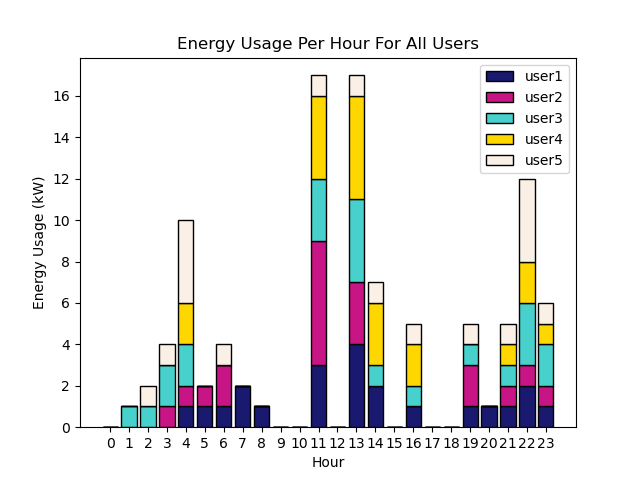 Energy Usage Per Hour For All Users
user1
user2
user3
user4
user5
Energy Usage (kW)
16
14
12
10
8
6
4
2
0
0 1 2 3 4 5 6 7 8 9 10 11 12 13 14 15 16 17 18 19 20 21 22 23
Hour